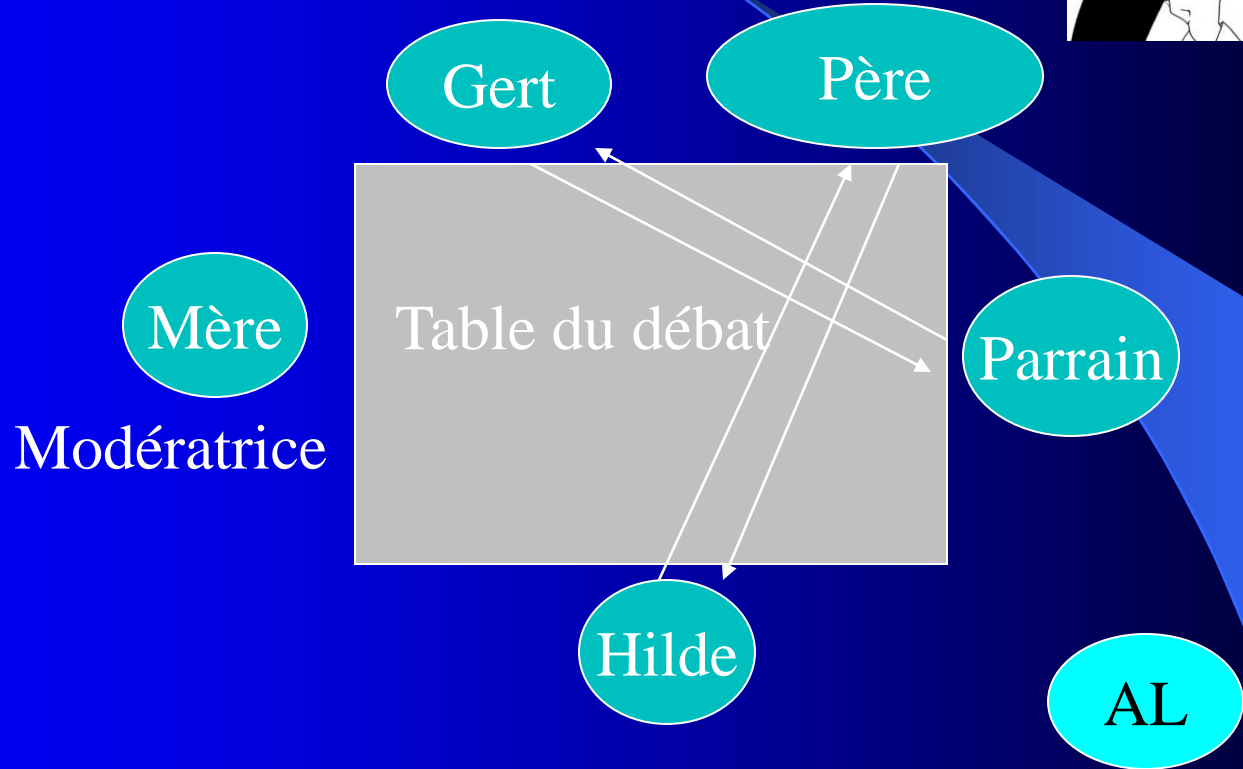 Gert
Père
Mère
Table du débat
Parrain
Modératrice
Hilde
AL